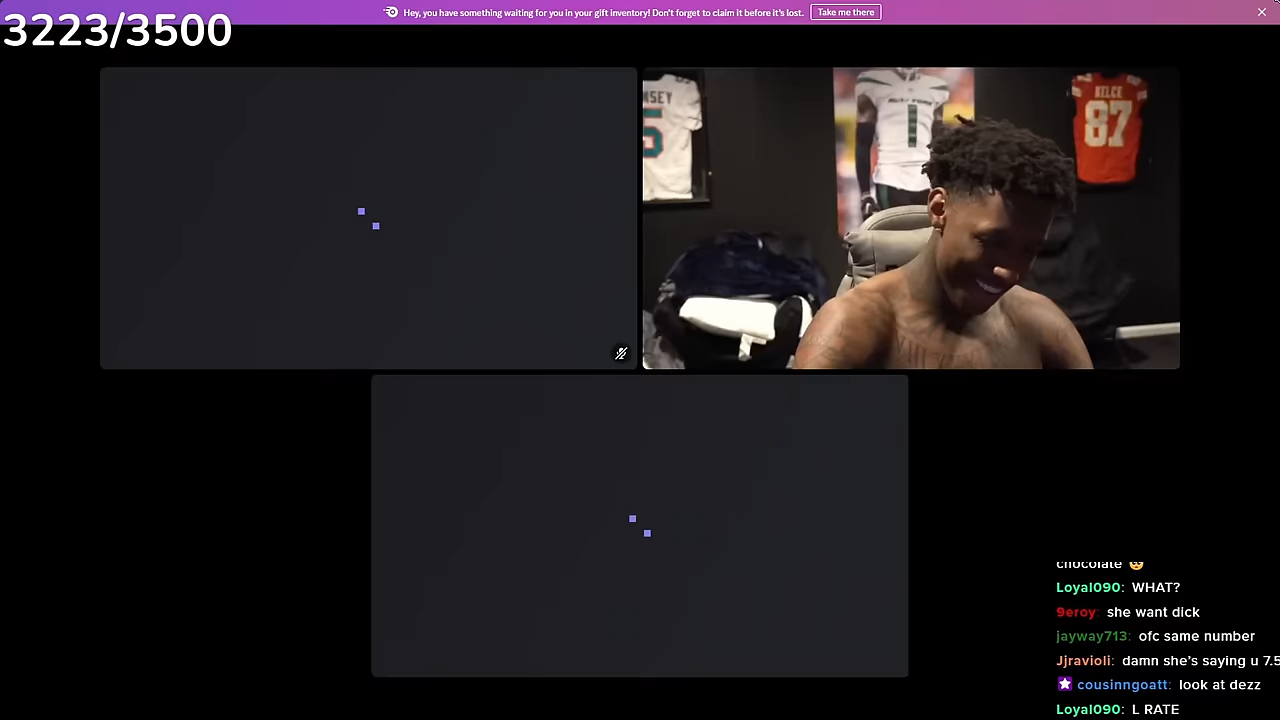 Hey, you have something waiting for you in your gift inventory! Don't forget to claim it before it's lost.
Take me there
3223/3500
MSEY
5
1
KELCE
87
chocolate 🥺
Loyal090: WHAT?
9eroy: she want dick
jayway713: ofc same number
Jjravioli: damn she's saying u 7.5
cousinngoatt: look at dezz
Loyal090: L RATE